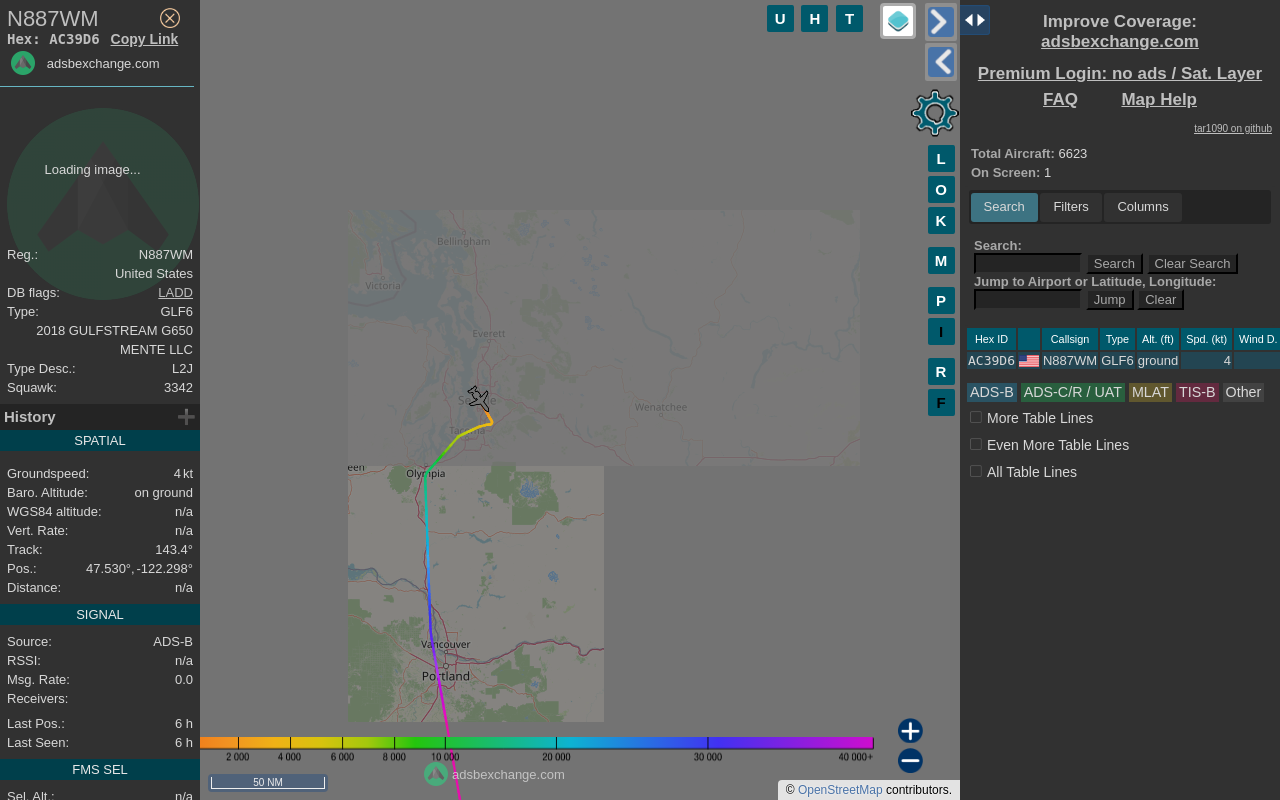 N887WM
Hex: AC39D6 Copy Link
adsbexchange.com
Loading image...
Reg.: N887WM
United States
DB flags: LADD
Type: GLF6
2018 GULFSTREAM G650
MENTE LLC
Type Desc.: L2J
Squawk: 3342
History
SPATIAL
Groundspeed: 4 kt
Baro. Altitude: on ground
WGS84 altitude: n/a
Vert. Rate: n/a
Track: 143.4°
Pos.: 47.530°, -122.298°
Distance: n/a
SIGNAL
Source: ADS-B
RSSI: n/a
Msg. Rate: 0.0
Receivers:
Last Pos.: 6 h
Last Seen: 6 h
FMS SEL
Sel. Alt.: n/a
U H T
L
O
K
M
P
I
R
F
Bellingham
Victoria
Everett
Wenatchee
een
Olympia
Vancouver
Portland
2 000 4 000 6 000 8 000 10 000 20 000 30 000 40 000+
adsbexchange.com
50 NM
© OpenStreetMap contributors.
Improve Coverage:
adsbexchange.com
Premium Login: no ads / Sat. Layer
FAQ Map Help
tar1090 on github
Total Aircraft: 6623
On Screen: 1
Search Filters Columns
Search:
Search Clear Search
Jump to Airport or Latitude, Longitude:
Jump Clear
Hex ID Callsign Type Alt. (ft) Spd. (kt) Wind D.
AC39D6 N887WM GLF6 ground 4
ADS-B ADS-C/R / UAT MLAT TIS-B Other
More Table Lines
Even More Table Lines
All Table Lines